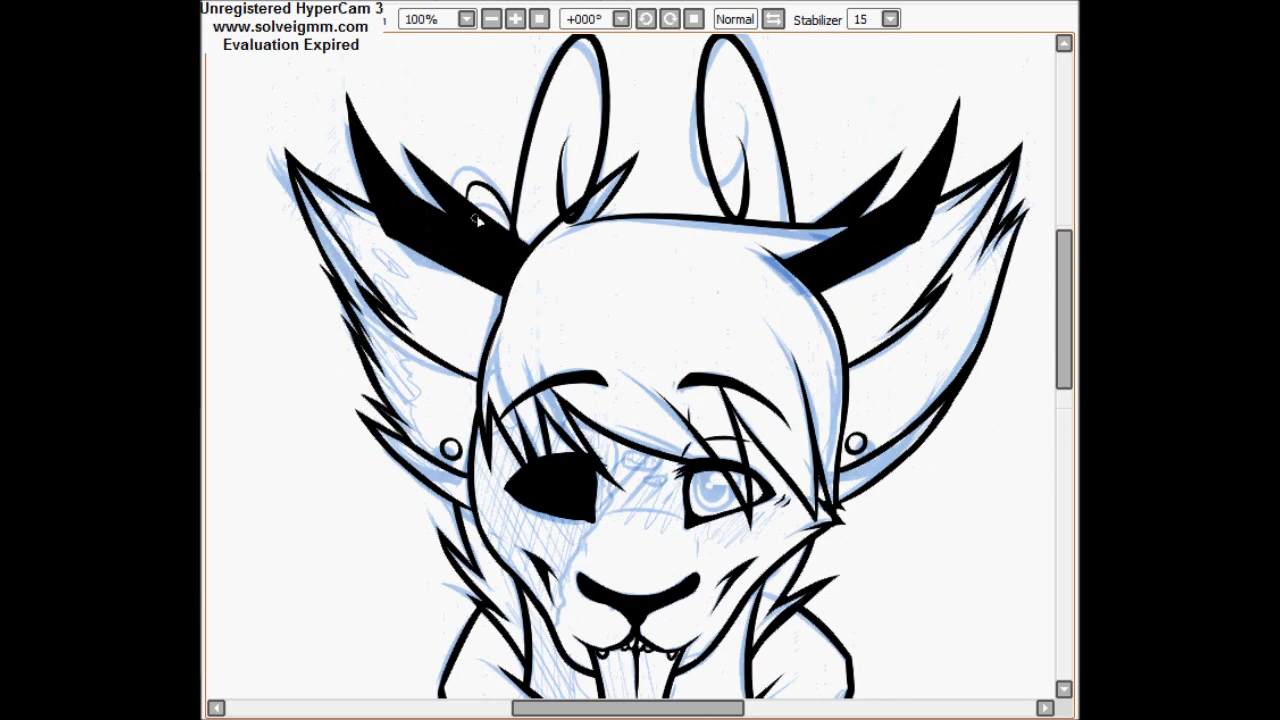 Unregistered HyperCam 3
www.solveigmm.com
Evaluation Expired
100% +000° Normal Stabilizer 15